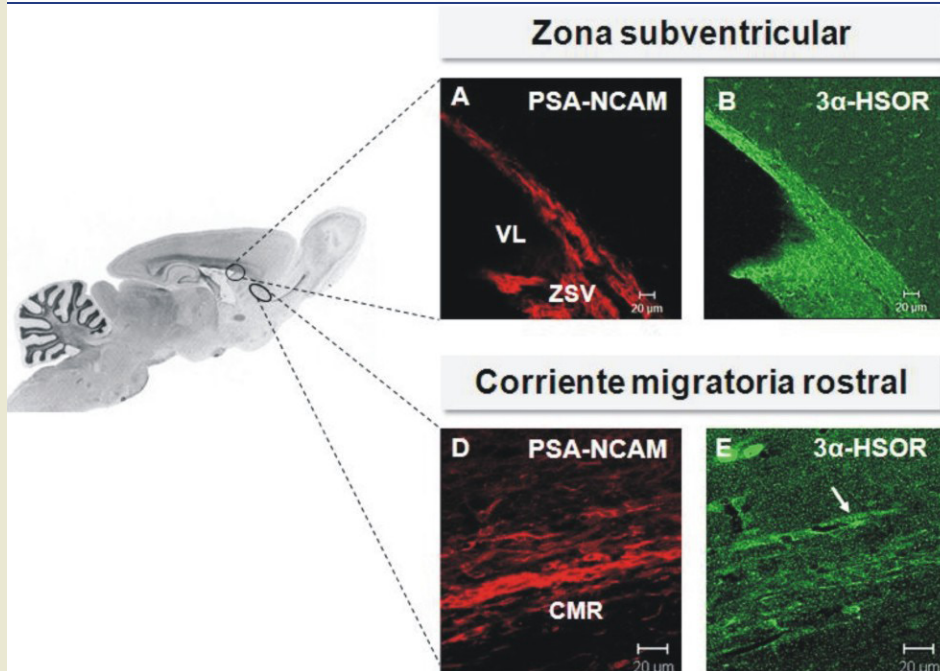 Zona subventricular
A PSA-NCAM
B 3α-HSOR
VL
ZSV
20 µm
20 µm
Corriente migratoria rostral
D PSA-NCAM
E 3α-HSOR
CMR
20 µm
20 µm